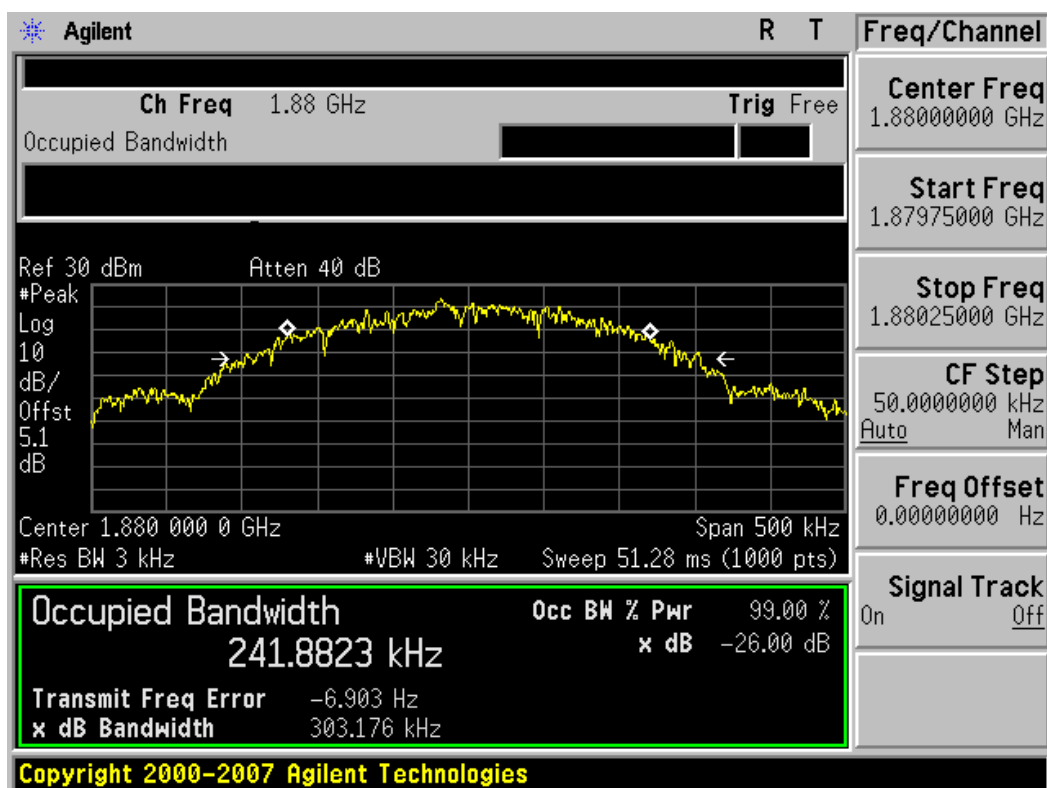 Agilent R T Freq/Channel
Ch Freq 1.88 GHz Trig Free
Occupied Bandwidth
Center Freq
1.88000000 GHz
Start Freq
1.87975000 GHz
Stop Freq
1.88025000 GHz
CF Step
50.0000000 kHz
Auto Man
Freq Offset
0.00000000 Hz
Signal Track
On Off
Ref 30 dBm Atten 40 dB
#Peak
Log
10
dB/
Offst
5.1
dB
Center 1.880 000 0 GHz Span 500 kHz
#Res BW 3 kHz #VBW 30 kHz Sweep 51.28 ms (1000 pts)
Occupied Bandwidth Occ BW % Pwr 99.00 %
241.8823 kHz x dB -26.00 dB
Transmit Freq Error -6.903 Hz
x dB Bandwidth 303.176 kHz
Copyright 2000-2007 Agilent Technologies